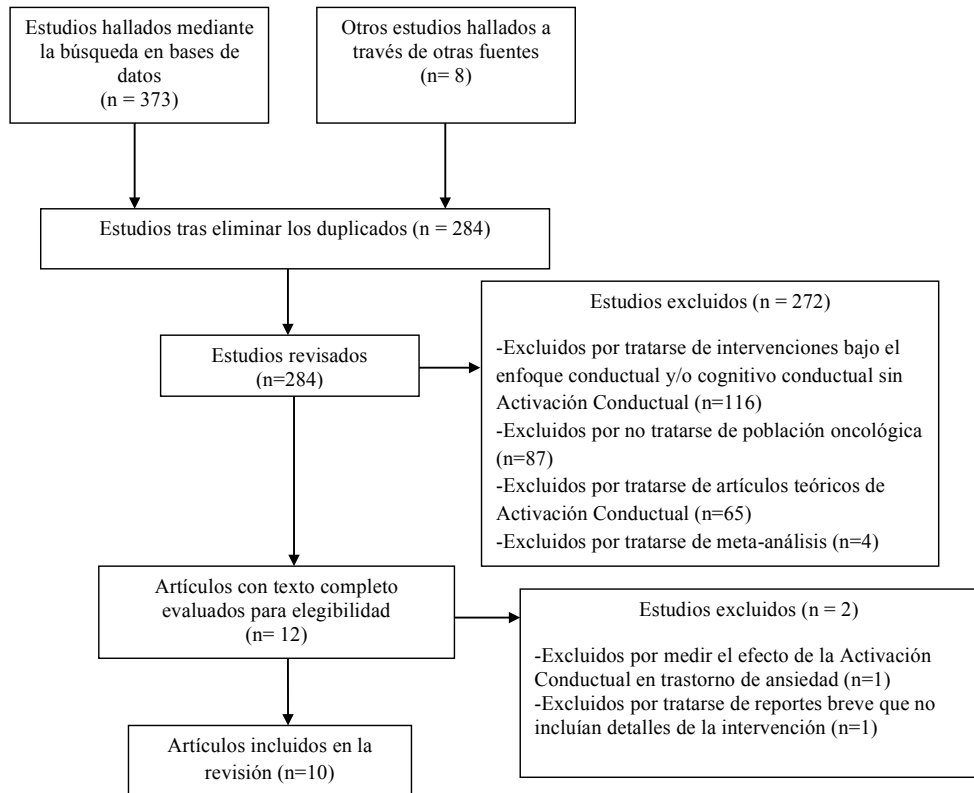 Estudios hallados mediante
la búsqueda en bases de
datos
(n = 373)
Otros estudios hallados a
través de otras fuentes
(n= 8)
Estudios tras eliminar los duplicados (n = 284)
Estudios revisados
(n=284)
Estudios excluidos (n = 272)
-Excluidos por tratarse de intervenciones bajo el
enfoque conductual y/o cognitivo conductual sin
Activación Conductual (n=116)
-Excluidos por no tratarse de población oncológica
(n=87)
-Excluidos por tratarse de artículos teóricos de
Activación Conductual (n=65)
-Excluidos por tratarse de meta-análisis (n=4)
Artículos con texto completo
evaluados para elegibilidad
(n= 12)
Estudios excluidos (n = 2)
-Excluidos por medir el efecto de la Activación
Conductual en trastorno de ansiedad (n=1)
-Excluidos por tratarse de reportes breve que no
incluían detalles de la intervención (n=1)
Artículos incluidos en la
revisión (n=10)